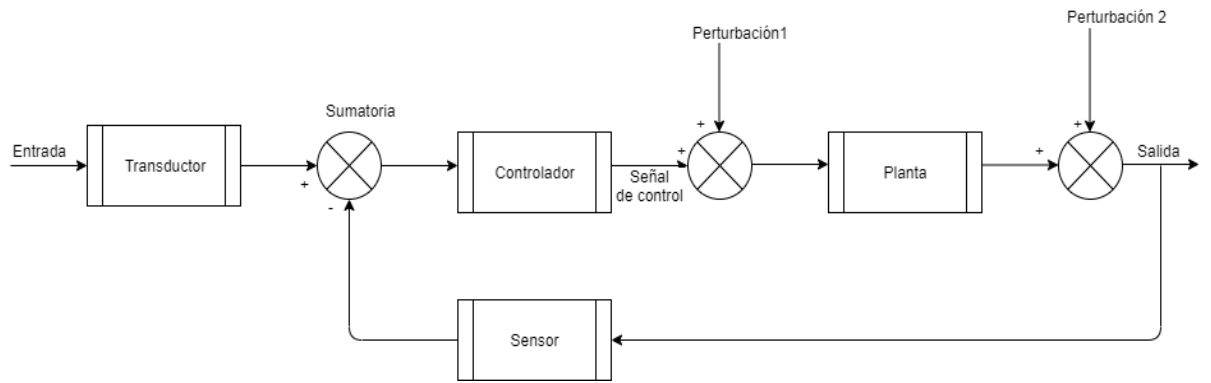 Perturbación 2
Perturbación1
Sumatoria
+
+
Entrada
Transductor
+
Controlador
+
Señal
de control
Planta
+
Salida
-
Sensor